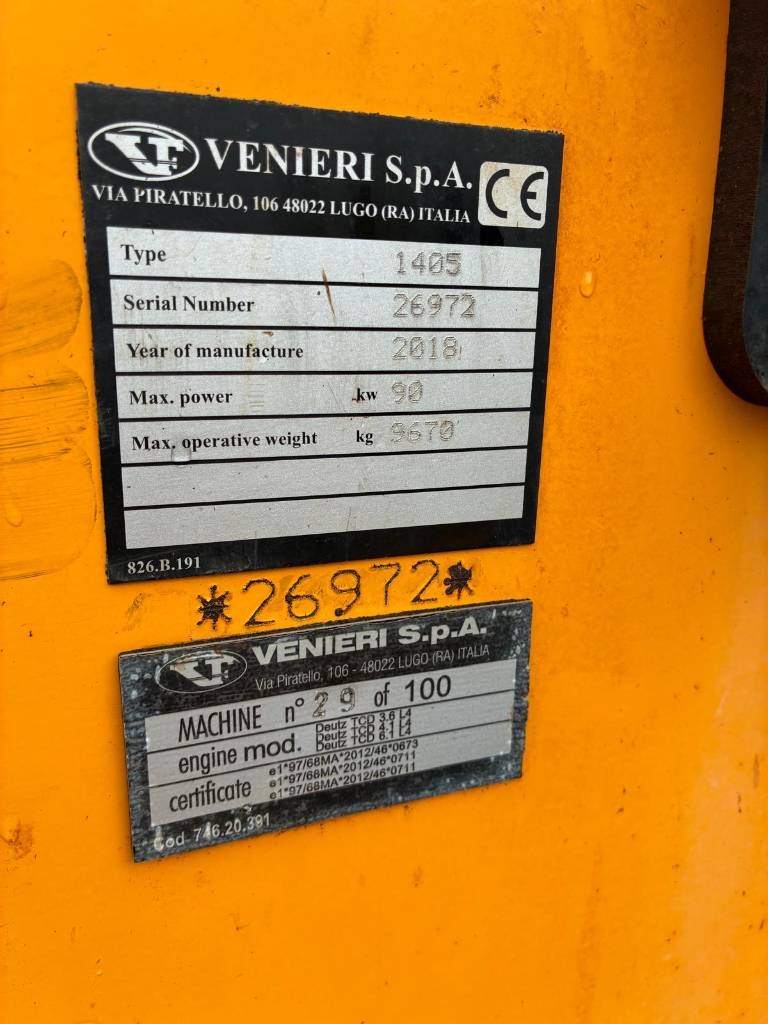 VF VENIERI S.p.A.
VIA PIRATELLO, 106 48022 LUGO (RA) ITALIA
CE
Type 1405
Serial Number 26972
Year of manufacture 2018
Max. power kw 90
Max. operative weight kg 9670
826.B.191
*26972*
VF VENIERI S.p.A.
Via Piratello, 106 - 48022 LUGO (RA) ITALIA
MACHINE n° 29 of 100
engine mod. Deutz TCD 3.6 L4
Deutz TCD 4.1 L4
Deutz TCD 6.1 L4
certificate e1*97/68MA*2012/46*0673
e1*97/68MA*2012/46*0711
e1*97/68MA*2012/46*0711
Cod 746.20.391